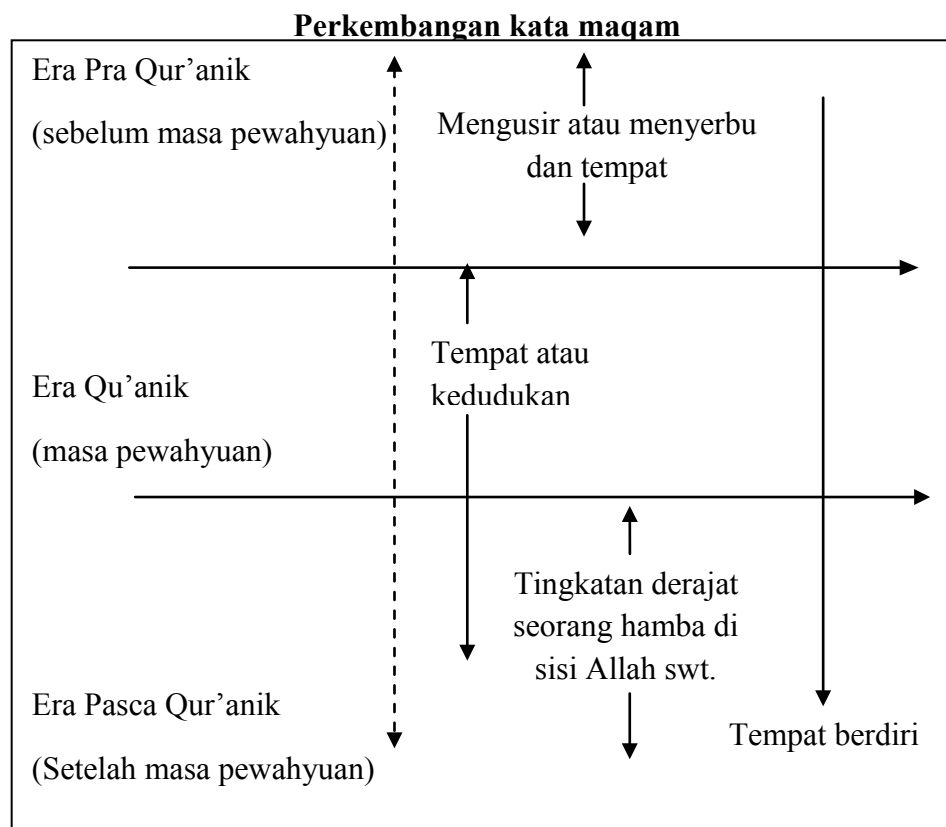 Perkembangan kata maqam
Era Pra Qur’anik
(sebelum masa pewahyuan)
Mengusir atau menyerbu
dan tempat
Tempat atau
kedudukan
Era Qu’anik
(masa pewahyuan)
Tingkatan derajat
seorang hamba di
sisi Allah swt.
Era Pasca Qur’anik
(Setelah masa pewahyuan)
Tempat berdiri